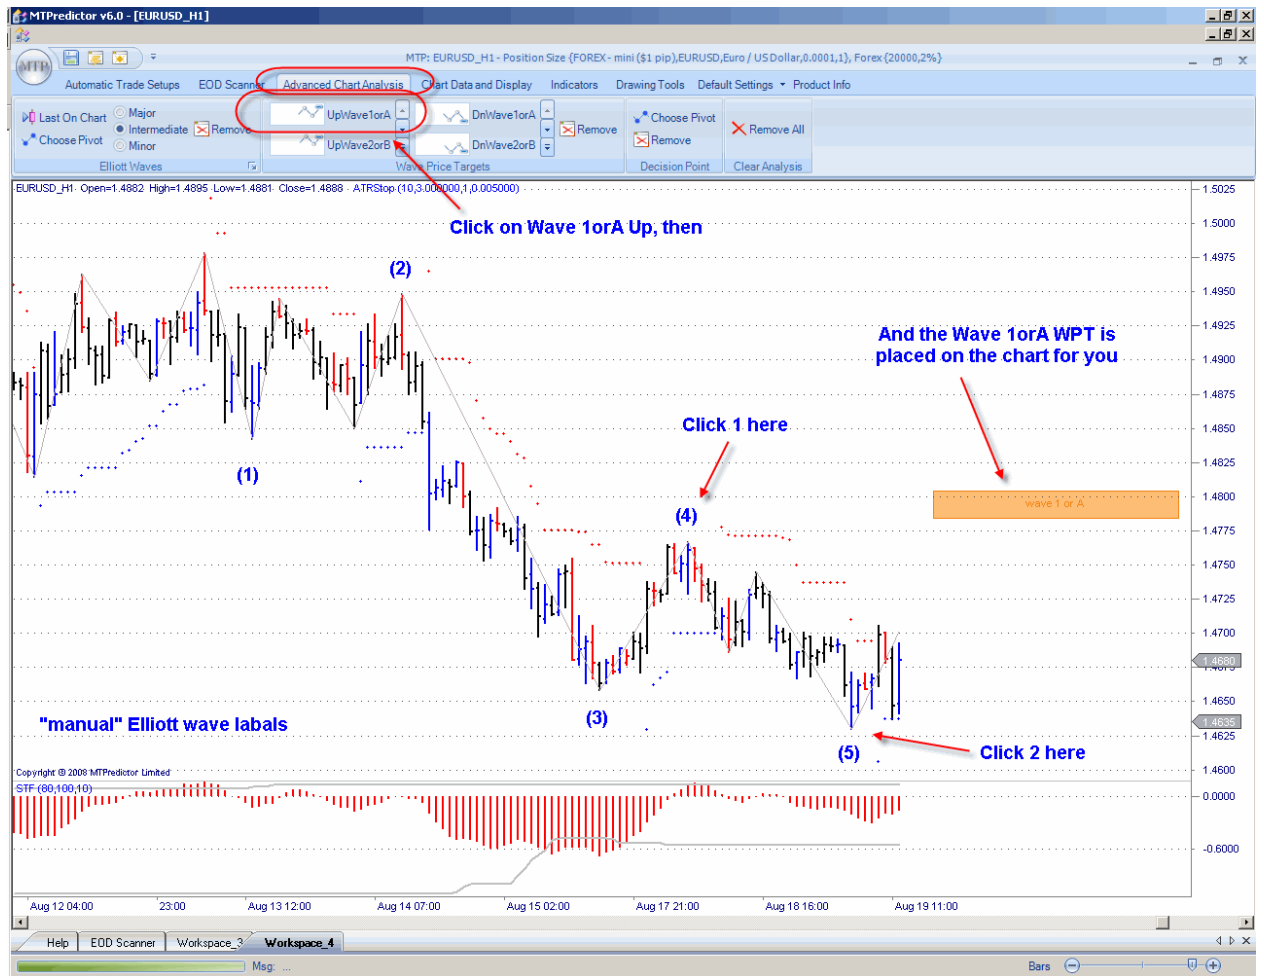 MTPredictor v6.0 - [EURUSD_H1]
MTP
MTP: EURUSD_H1 - Position Size {FOREX - mini ($1 pip),EURUSD,Euro / US Dollar,0.0001,1}, Forex {20000,2%}
Automatic Trade Setups EOD Scanner Advanced Chart Analysis Chart Data and Display Indicators Drawing Tools Default Settings Product Info
Last On Chart
Choose Pivot
Major
Intermediate
Minor
Remove
Elliott Waves
UpWave1orA
UpWave2orB
DnWave1orA
DnWave2orB
Remove
Wave Price Targets
Choose Pivot
Remove
Decision Point
Remove All
Clear Analysis
EURUSD_H1 Open=1.4882 High=1.4895 Low=1.4881 Close=1.4888 ATRStop (10,3.000000,1,0.005000)
Click on Wave 1orA Up, then
(2)
And the Wave 1orA WPT is
placed on the chart for you
Click 1 here
(1)
(4)
wave 1 or A
(3)
"manual" Elliott wave labals
(5)
Click 2 here
Copyright © 2008 MTPredictor Limited
STF (80,100,10)
1.5025
1.5000
1.4975
1.4950
1.4925
1.4900
1.4875
1.4850
1.4825
1.4800
1.4775
1.4750
1.4725
1.4700
1.4680
1.4675
1.4650
1.4635
1.4625
1.4600
0.0000
-0.6000
Aug 12 04:00 23:00 Aug 13 12:00 Aug 14 07:00 Aug 15 02:00 Aug 17 21:00 Aug 18 16:00 Aug 19 11:00
Help EOD Scanner Workspace_3 Workspace_4
Msg: ...
Bars